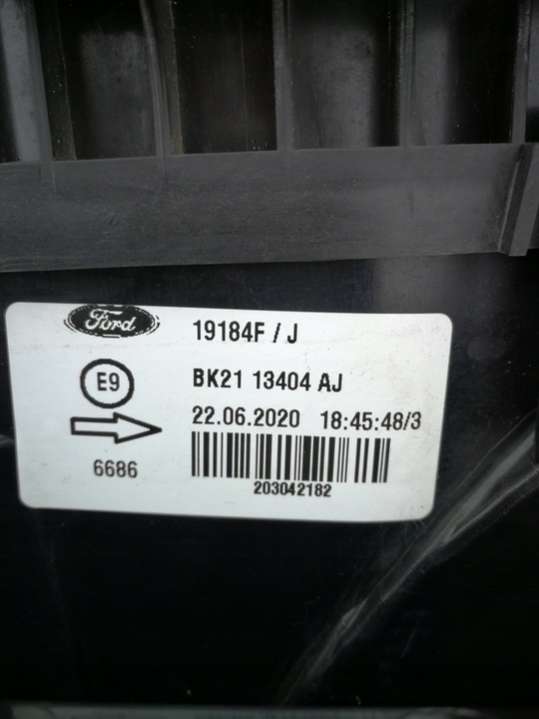 Ford
19184F / J
E9
BK21 13404 AJ
22.06.2020 18:45:48/3
6686
203042182